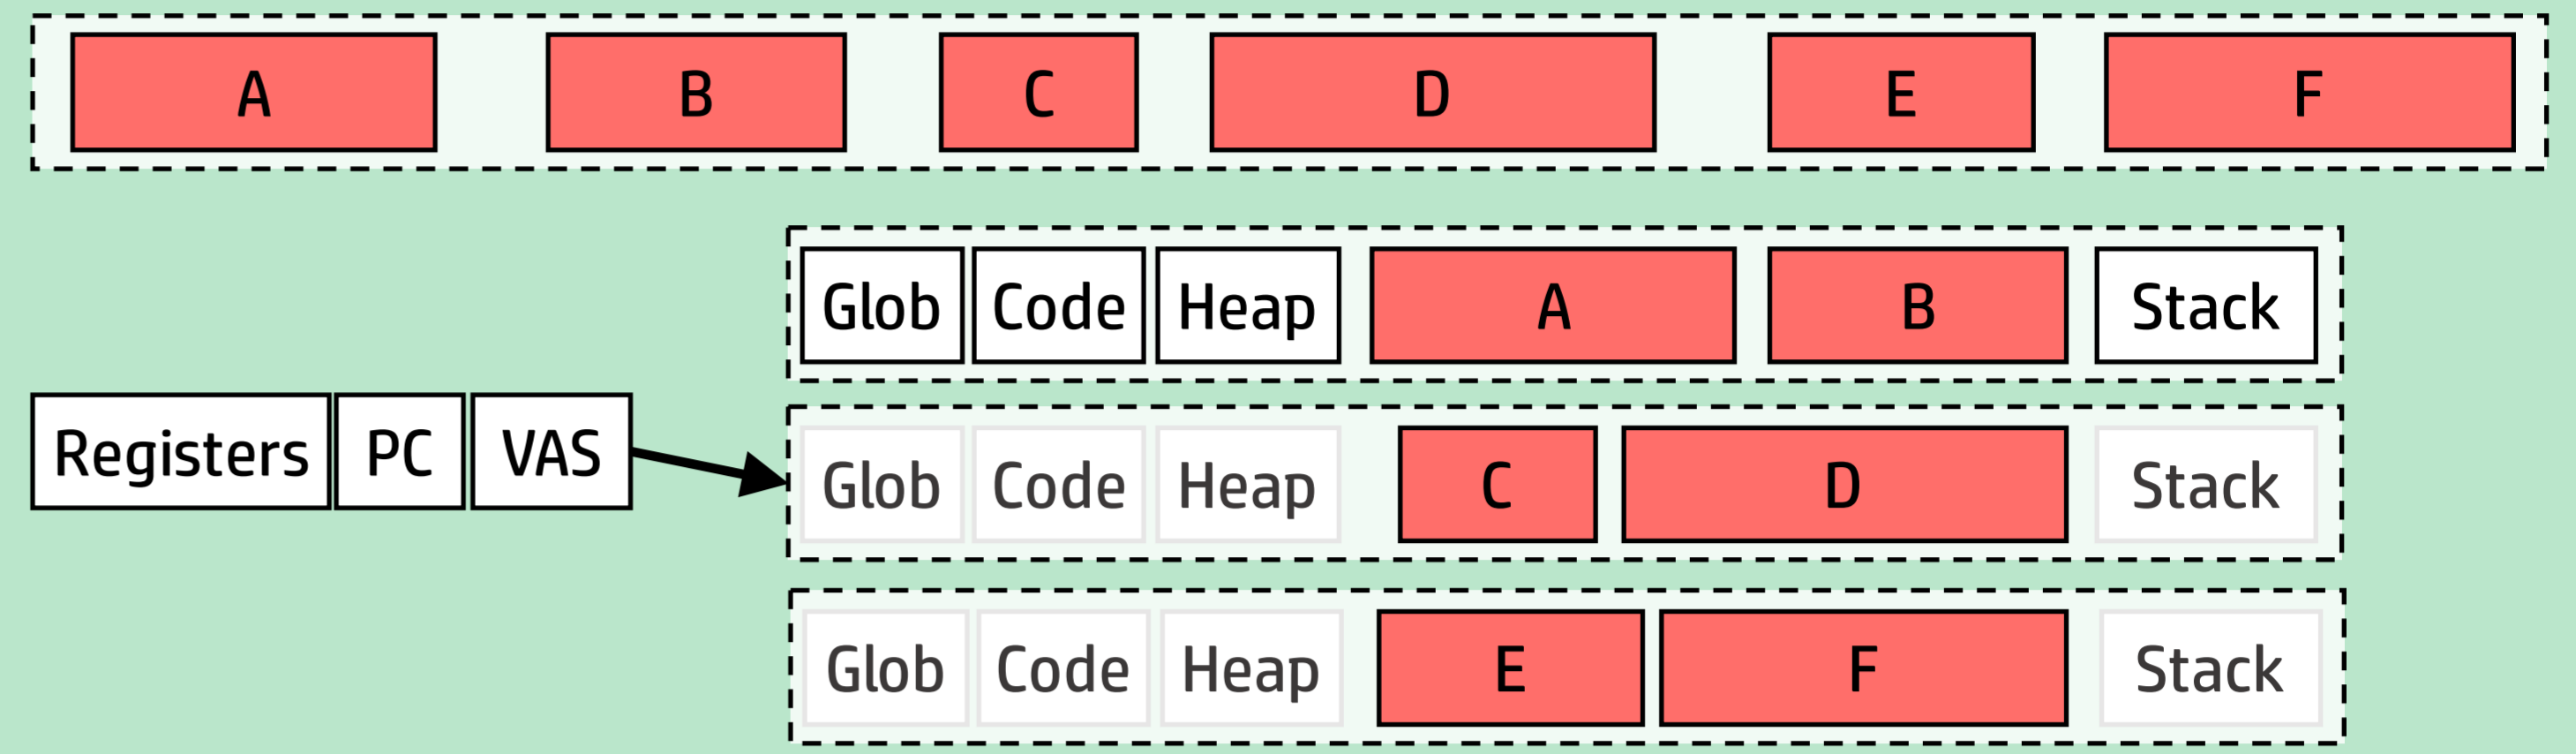 A B C D E F
Glob Code Heap A B Stack
Registers PC VAS
Glob Code Heap C D Stack
Glob Code Heap E F Stack